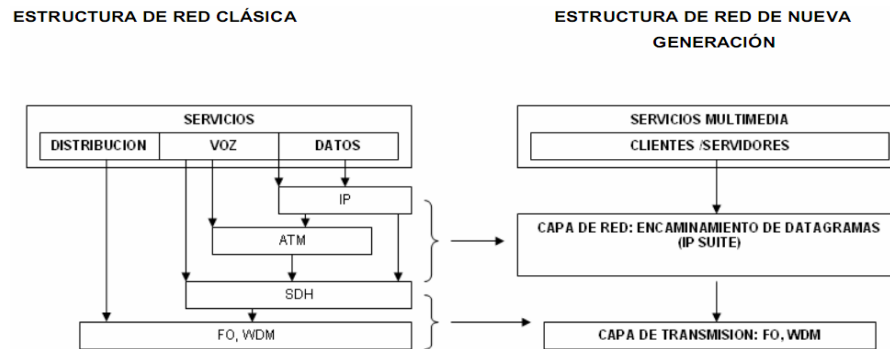 ESTRUCTURA DE RED CLÁSICA
ESTRUCTURA DE RED DE NUEVA
GENERACIÓN
SERVICIOS
DISTRIBUCION
VOZ
DATOS
IP
ATM
SDH
FO, WDM
SERVICIOS MULTIMEDIA
CLIENTES /SERVIDORES
CAPA DE RED: ENCAMINAMIENTO DE DATAGRAMAS
(IP SUITE)
CAPA DE TRANSMISION: FO, WDM